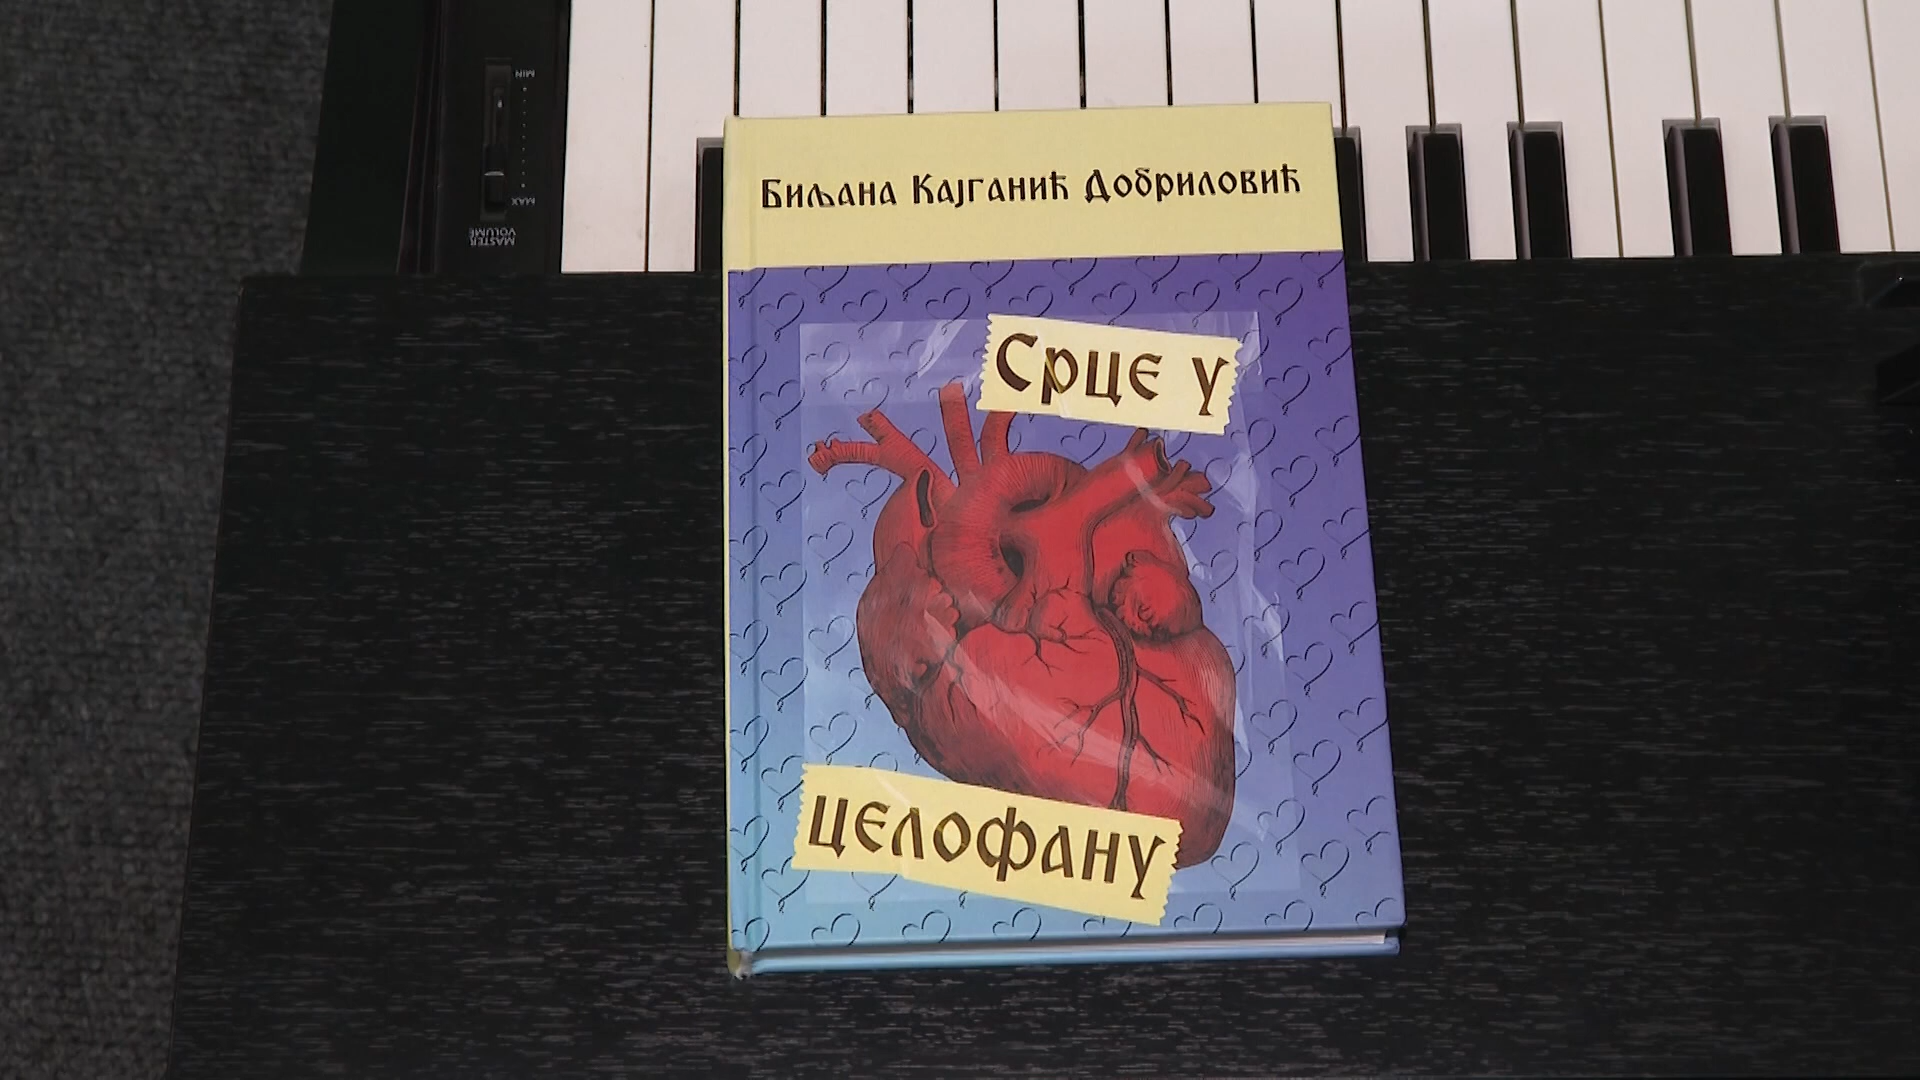 MIN
MAX
MASTER
VOLUME
Биљана Кајганић Добриловић
Срце у
целофану